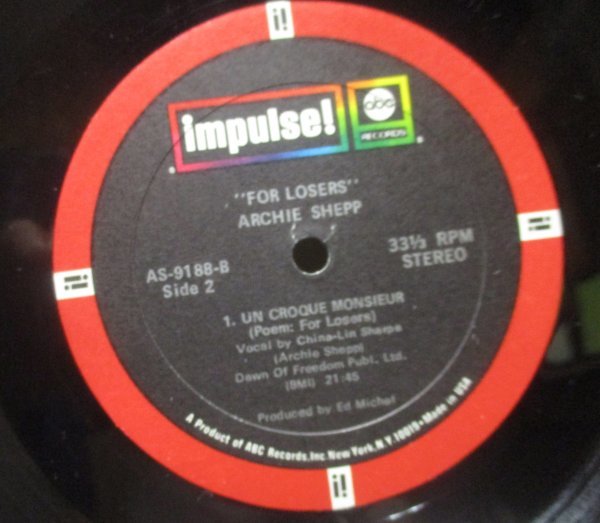 impulse!
abc
RECORDS
"FOR LOSERS"
ARCHIE SHEPP
AS-9188-B
Side 2
33⅓ RPM
STEREO
1. UN CROQUE MONSIEUR
(Poem: For Losers)
Vocal by China-Lin Sharpe
(Archie Shepp)
Dawn Of Freedom Publ. Ltd.
(BMI) 21:45
Produced by Ed Michel
A Product of ABC Records, Inc. New York, N.Y. 10019 • Made in USA